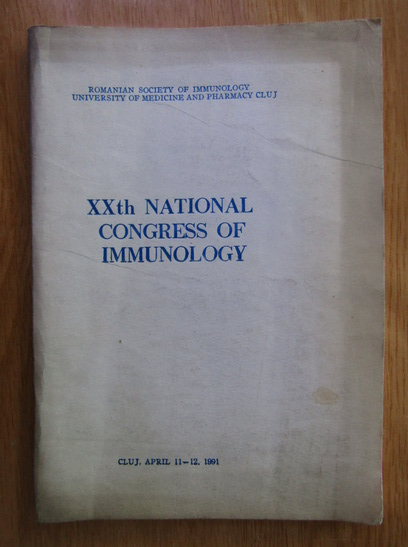 ROMANIAN SOCIETY OF IMMUNOLOGY
UNIVERSITY OF MEDICINE AND PHARMACY CLUJ
XXth NATIONAL
CONGRESS OF
IMMUNOLOGY
CLUJ, APRIL 11–12, 1991